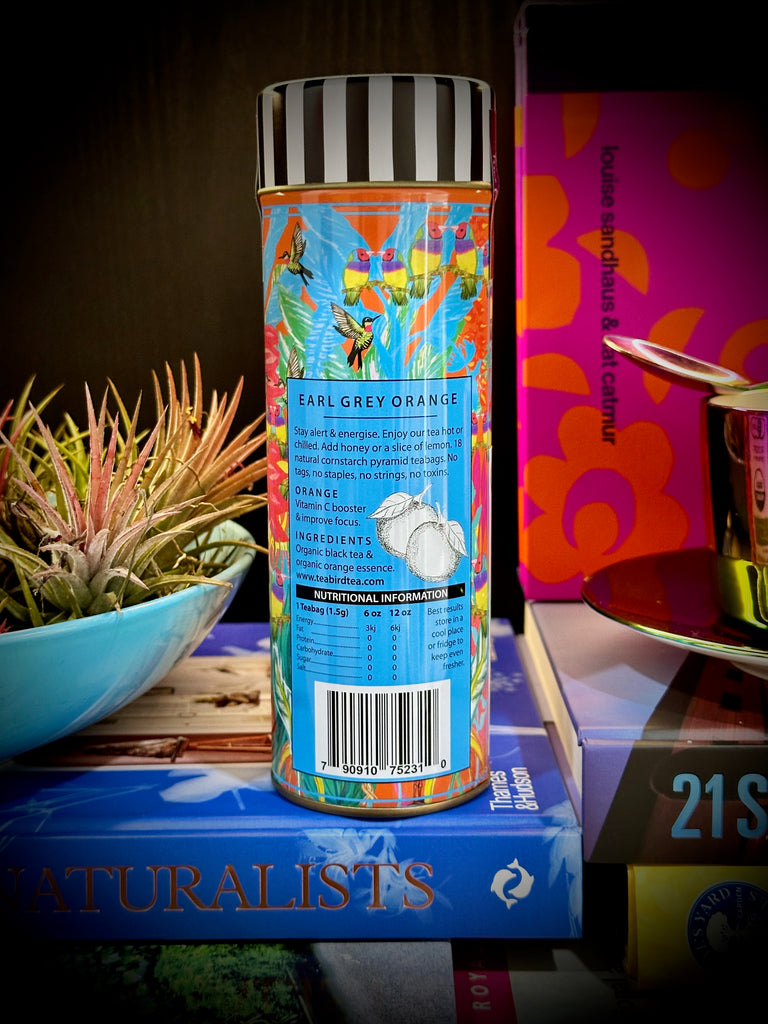 louise sandhaus & kat catmur
EARL GREY ORANGE
Stay alert & energise. Enjoy our tea hot or
chilled. Add honey or a slice of lemon. 18
natural cornstarch pyramid teabags. No
tags, no staples, no strings, no toxins.
ORANGE
Vitamin C booster
& improve focus.
INGREDIENTS
Organic black tea &
organic orange essence.
www.teabirdtea.com
NUTRITIONAL INFORMATION
1 Teabag (1.5g) 6 oz 12 oz
Energy 3kj 6kj
Fat 0 0
Protein 0 0
Carbohydrate 0 0
Sugar 0 0
Salt 0 0
Best results
store in a
cool place
or fridge to
keep even
fresher.
7 90910 75231 0
Thames
&Hudson
NATURALISTS
21 S
YARD
ROYA